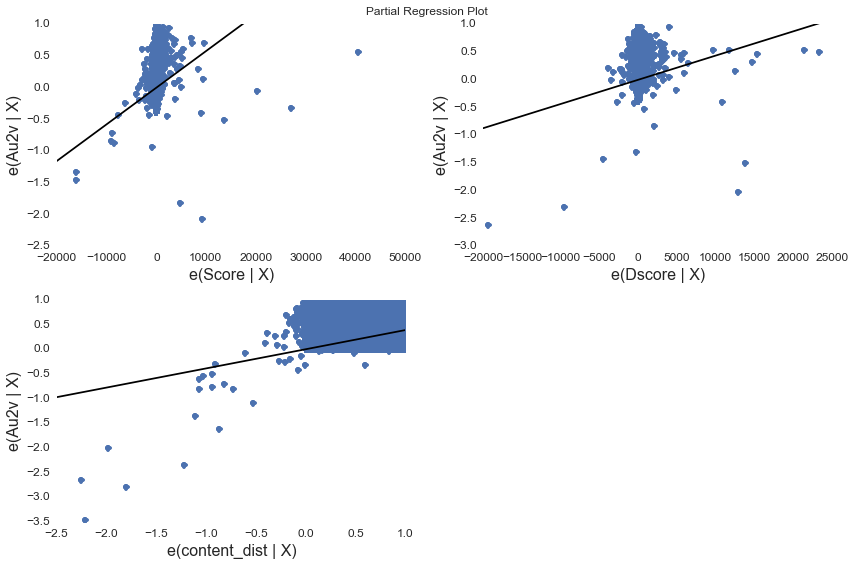 Partial Regression Plot
1.0
0.5
0.0
−0.5
−1.0
−1.5
−2.0
−2.5
e(Au2v | X)
−20000 −10000 0 10000 20000 30000 40000 50000
e(Score | X)
1.0
0.5
0.0
−0.5
−1.0
−1.5
−2.0
−2.5
−3.0
e(Au2v | X)
−20000−15000−10000−5000 0 5000 10000 15000 20000 25000
e(Dscore | X)
1.0
0.5
0.0
−0.5
−1.0
−1.5
−2.0
−2.5
−3.0
−3.5
e(Au2v | X)
−2.5 −2.0 −1.5 −1.0 −0.5 0.0 0.5 1.0
e(content_dist | X)